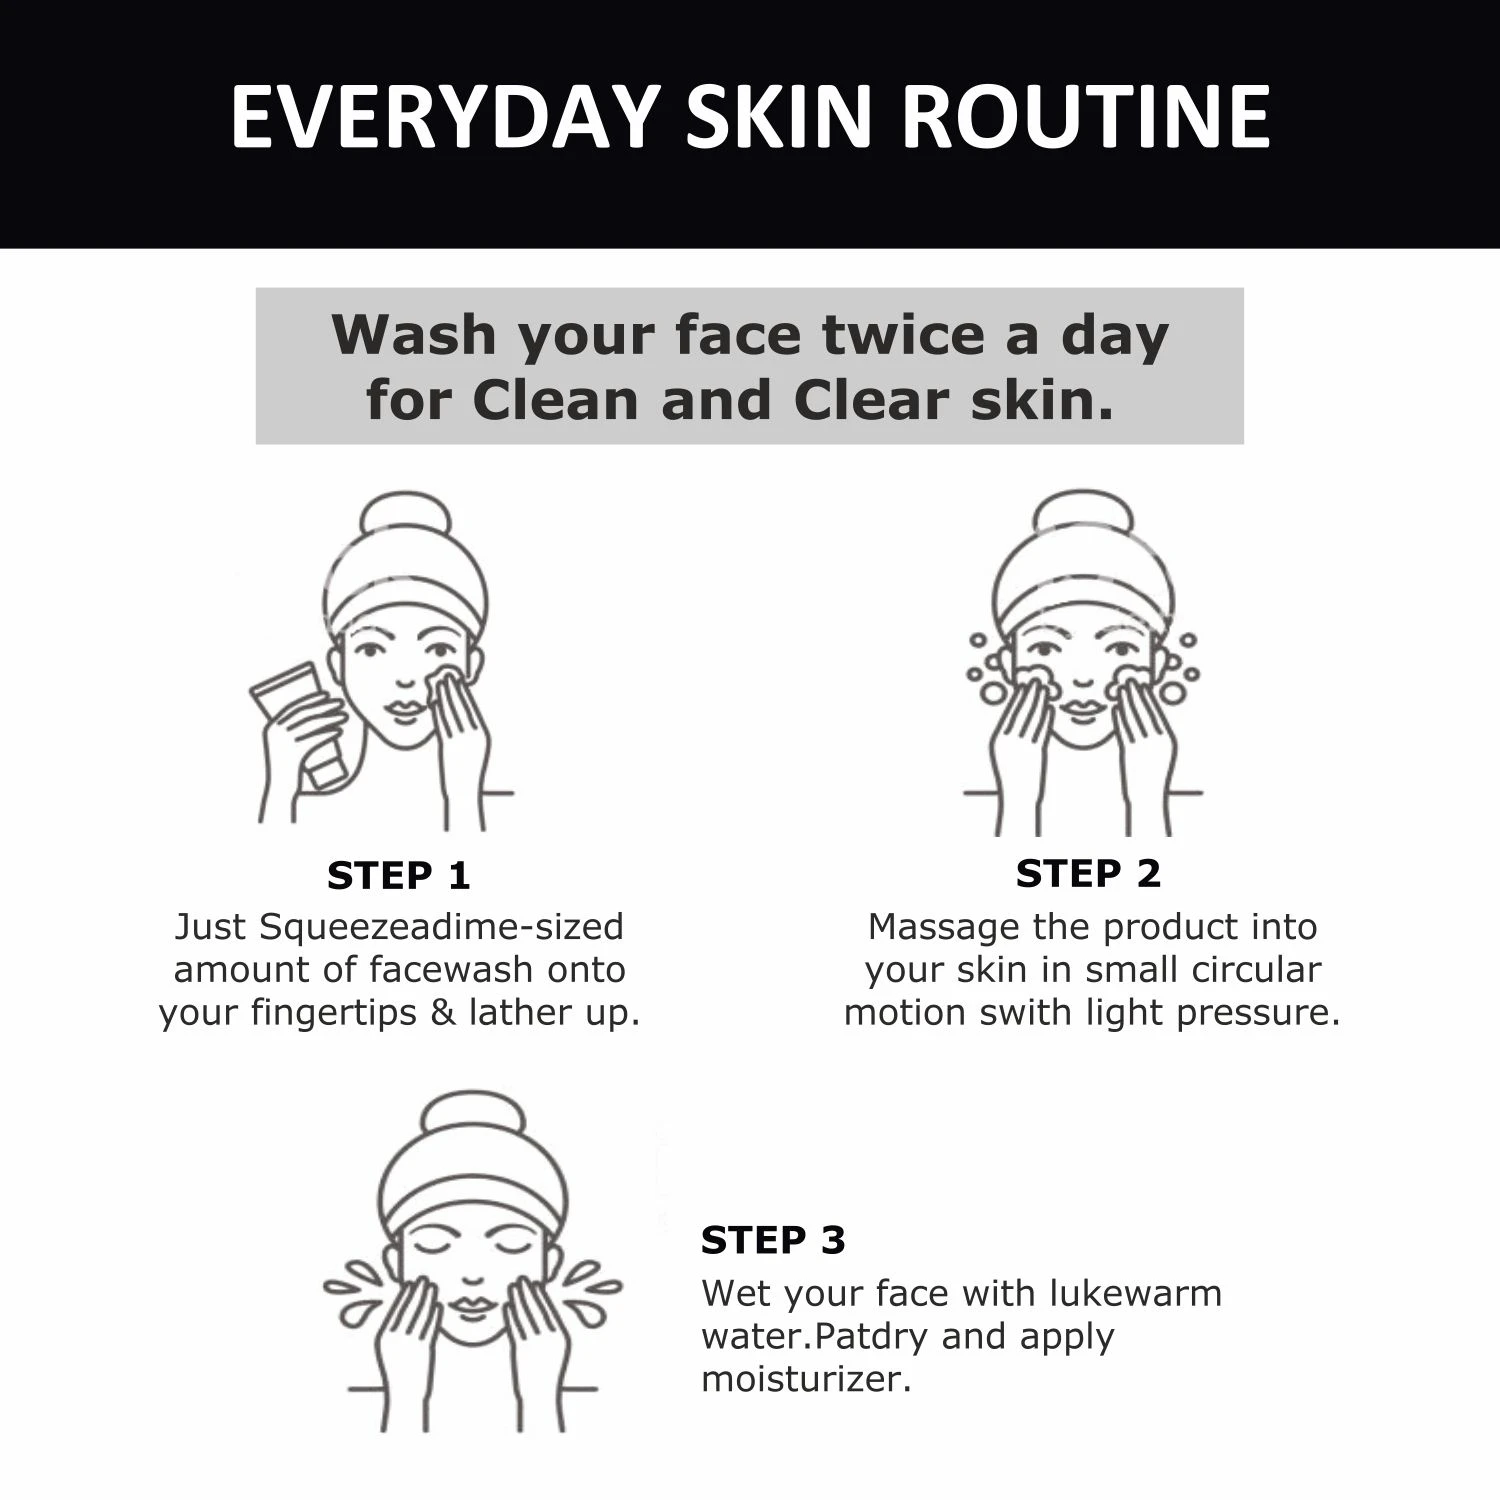 EVERYDAY SKIN ROUTINE
Wash your face twice a day
for Clean and Clear skin.
STEP 1
Just Squeezeadime-sized
amount of facewash onto
your fingertips & lather up.
STEP 2
Massage the product into
your skin in small circular
motion swith light pressure.
STEP 3
Wet your face with lukewarm
water.Patdry and apply
moisturizer.